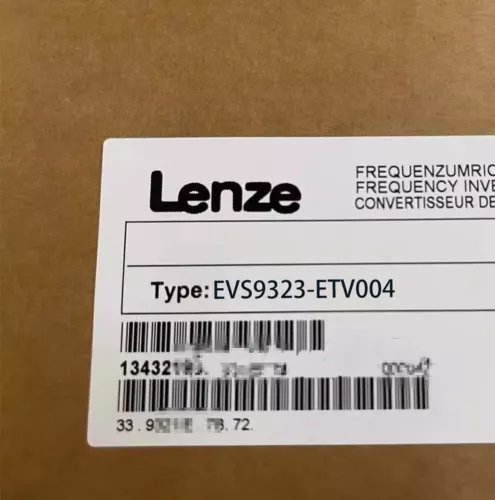 Lenze
FREQUENZUMRIC
FREQUENCY INVE
CONVERTISSEUR DE
Type: EVS9323-ETV004